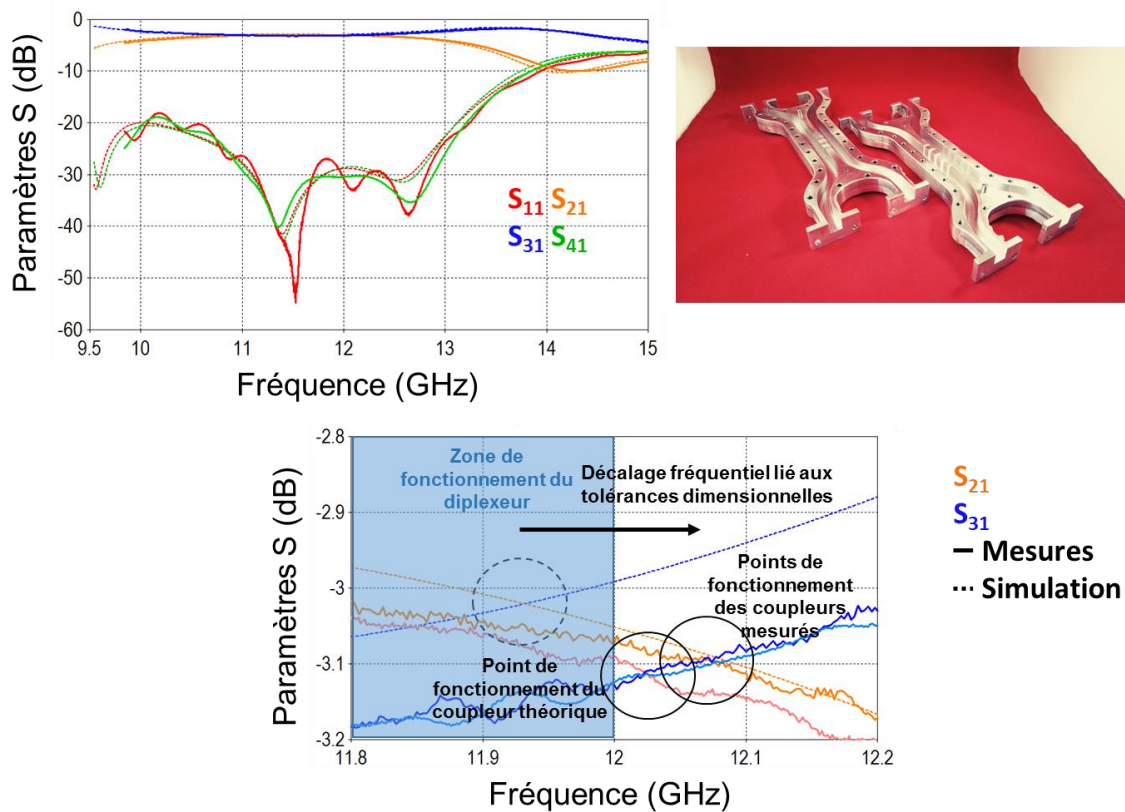 0
-10
-20
-30
-40
-50
-60
9.5 10 11 12 13 14 15
Paramètres S (dB)
Fréquence (GHz)
S11 S21
S31 S41
-2.8
-2.9
-3
-3.1
-3.2
11.8 11.9 12 12.1 12.2
Paramètres S (dB)
Fréquence (GHz)
Zone de
fonctionnement du
diplexeur
Décalage fréquentiel lié aux
tolérances dimensionnelles
Points de
fonctionnement
des coupleurs
mesurés
Point de
fonctionnement du
coupleur théorique
S21
S31
Mesures
Simulation